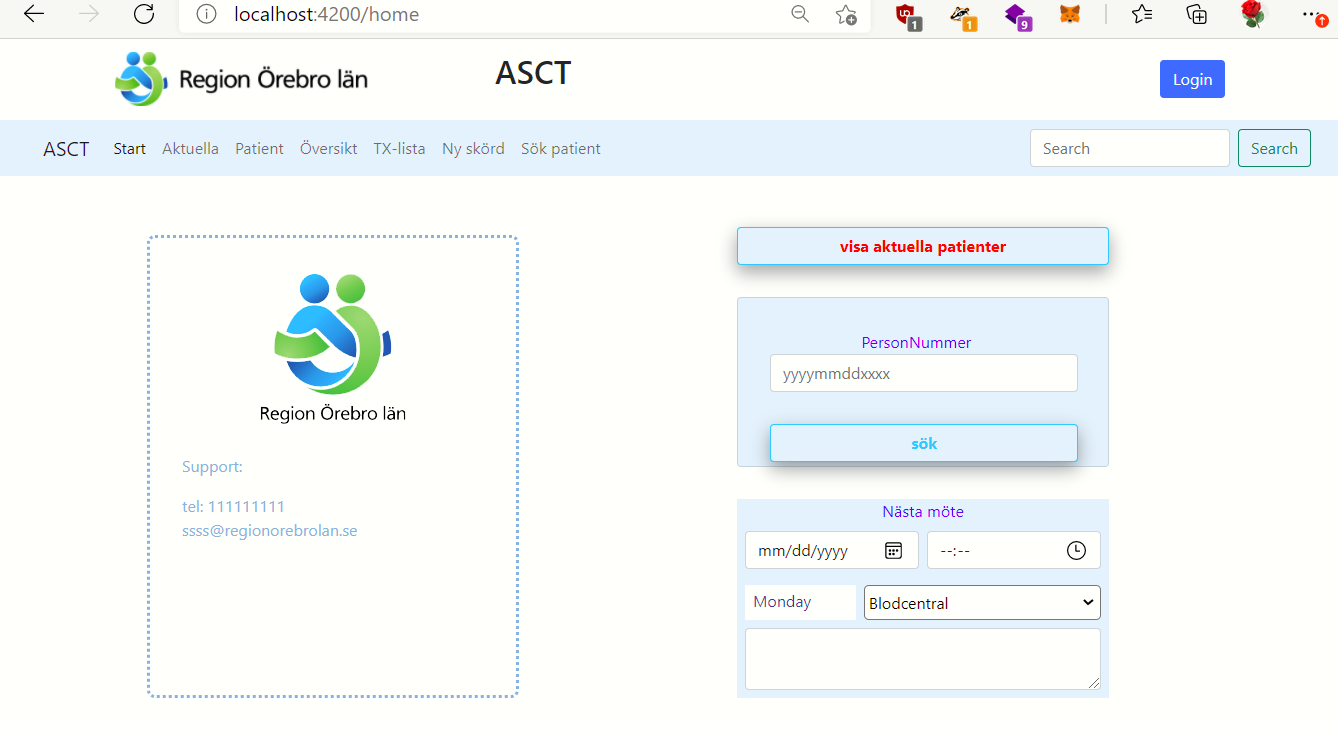 localhost:4200/home
1
1
9
Region Örebro län
ASCT
Login
ASCT Start Aktuella Patient Översikt TX-lista Ny skörd Sök patient Search Search
Region Örebro län
Support:
tel: 111111111
ssss@regionorebrolan.se
visa aktuella patienter
PersonNummer
yyyymmddxxxx
sök
Nästa möte
mm/dd/yyyy --:--
Monday Blodcentral